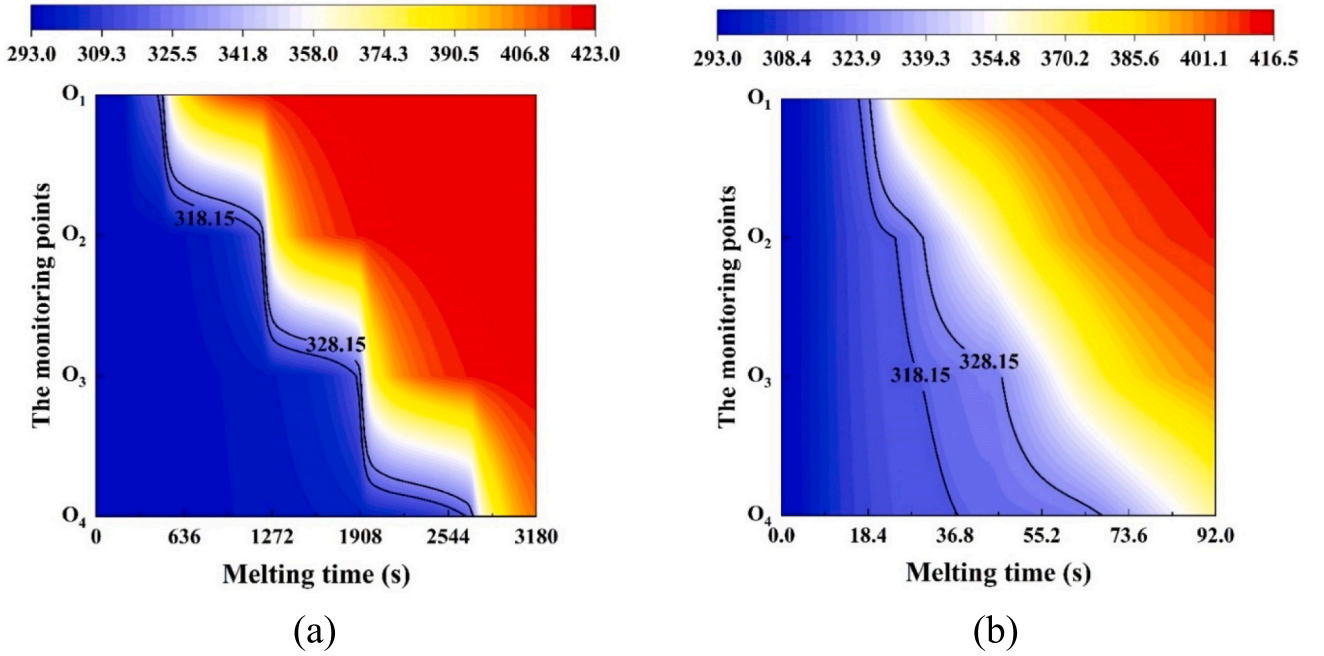 293.0 309.3 325.5 341.8 358.0 374.3 390.5 406.8 423.0
O1
O2
O3
O4
The monitoring points
318.15
328.15
0 636 1272 1908 2544 3180
Melting time (s)
(a)
293.0 308.4 323.9 339.3 354.8 370.2 385.6 401.1 416.5
O1
O2
O3
O4
The monitoring points
328.15
318.15
0.0 18.4 36.8 55.2 73.6 92.0
Melting time (s)
(b)